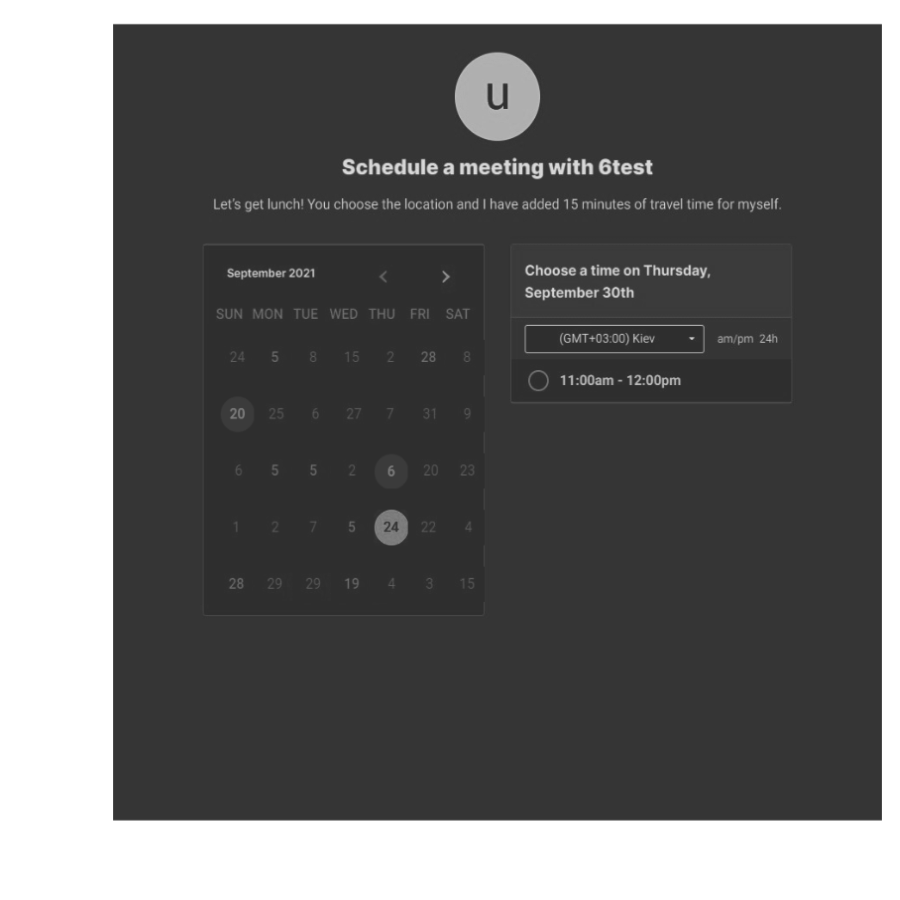 u
Schedule a meeting with 6test
Let's get lunch! You choose the location and I have added 15 minutes of travel time for myself.
September 2021
SUN MON TUE WED THU FRI SAT
24 5 8 15 2 28 8
20 25 6 27 7 31 9
6 5 5 2 6 20 23
1 2 7 5 24 22 4
28 29 29 19 4 3 15
Choose a time on Thursday,
September 30th
(GMT+03:00) Kiev am/pm 24h
11:00am - 12:00pm